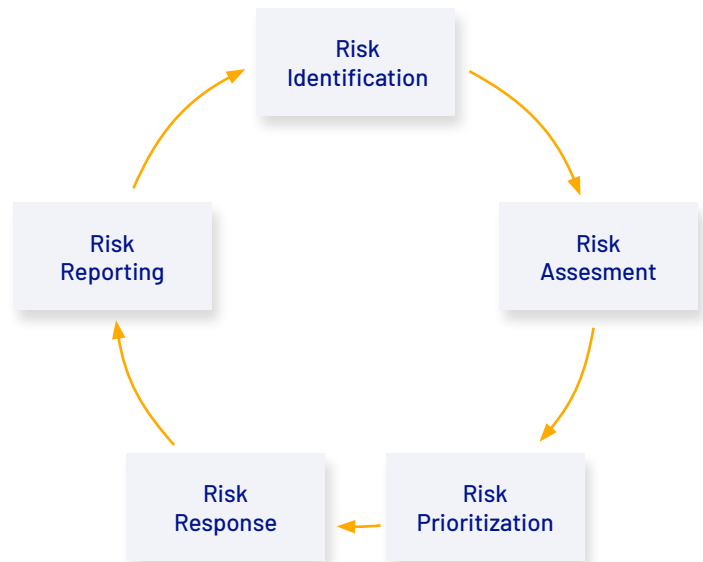 Risk
Identification
Risk
Assesment
Risk
Prioritization
Risk
Response
Risk
Reporting